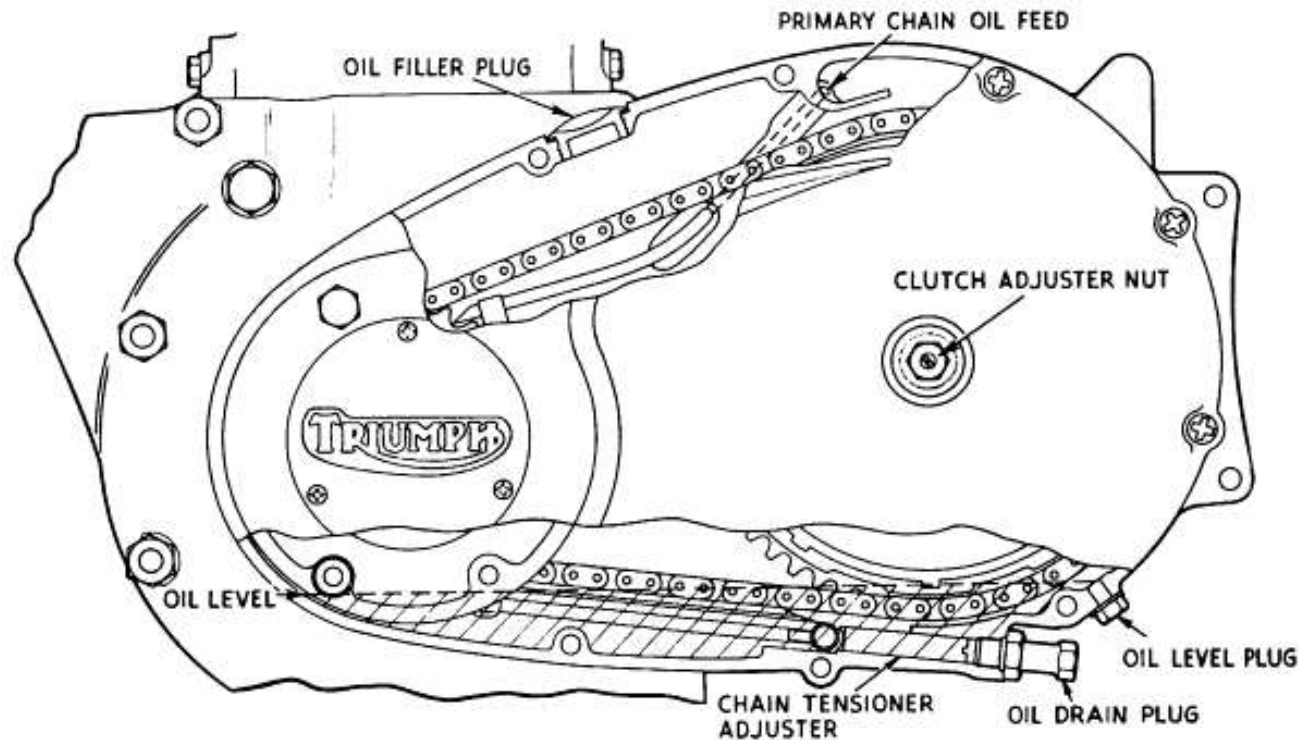 PRIMARY CHAIN OIL FEED
OIL FILLER PLUG
CLUTCH ADJUSTER NUT
TRIUMPH
OIL LEVEL
OIL LEVEL PLUG
CHAIN TENSIONER
ADJUSTER
OIL DRAIN PLUG